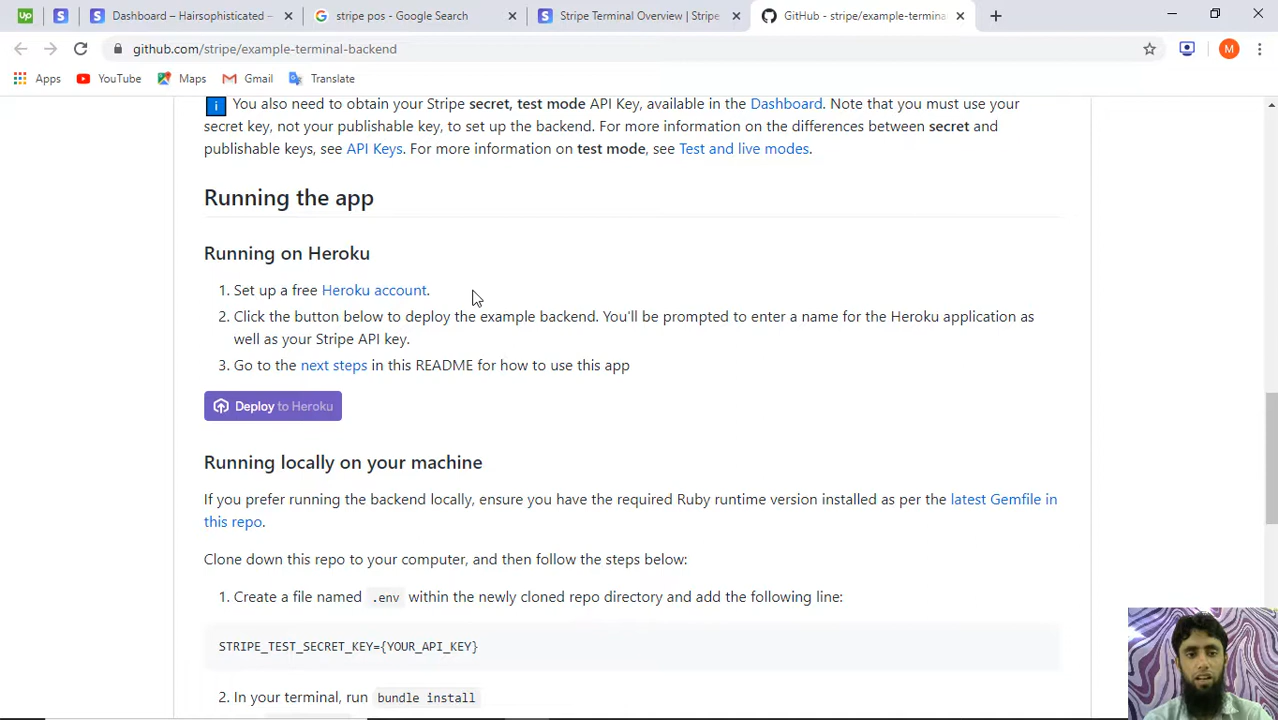 Up
Dashboard – Hairsophisticated –
stripe pos - Google Search
Stripe Terminal Overview | Stripe
GitHub - stripe/example-termina
github.com/stripe/example-terminal-backend
M
Apps
YouTube
Maps
Gmail
Translate
i You also need to obtain your Stripe secret, test mode API Key, available in the Dashboard. Note that you must use your
secret key, not your publishable key, to set up the backend. For more information on the differences between secret and
publishable keys, see API Keys. For more information on test mode, see Test and live modes.
Running the app
Running on Heroku
1. Set up a free Heroku account.
2. Click the button below to deploy the example backend. You'll be prompted to enter a name for the Heroku application as
well as your Stripe API key.
3. Go to the next steps in this README for how to use this app
Deploy to Heroku
Running locally on your machine
If you prefer running the backend locally, ensure you have the required Ruby runtime version installed as per the latest Gemfile in
this repo.
Clone down this repo to your computer, and then follow the steps below:
1. Create a file named .env within the newly cloned repo directory and add the following line:
STRIPE_TEST_SECRET_KEY={YOUR_API_KEY}
2. In your terminal, run bundle install